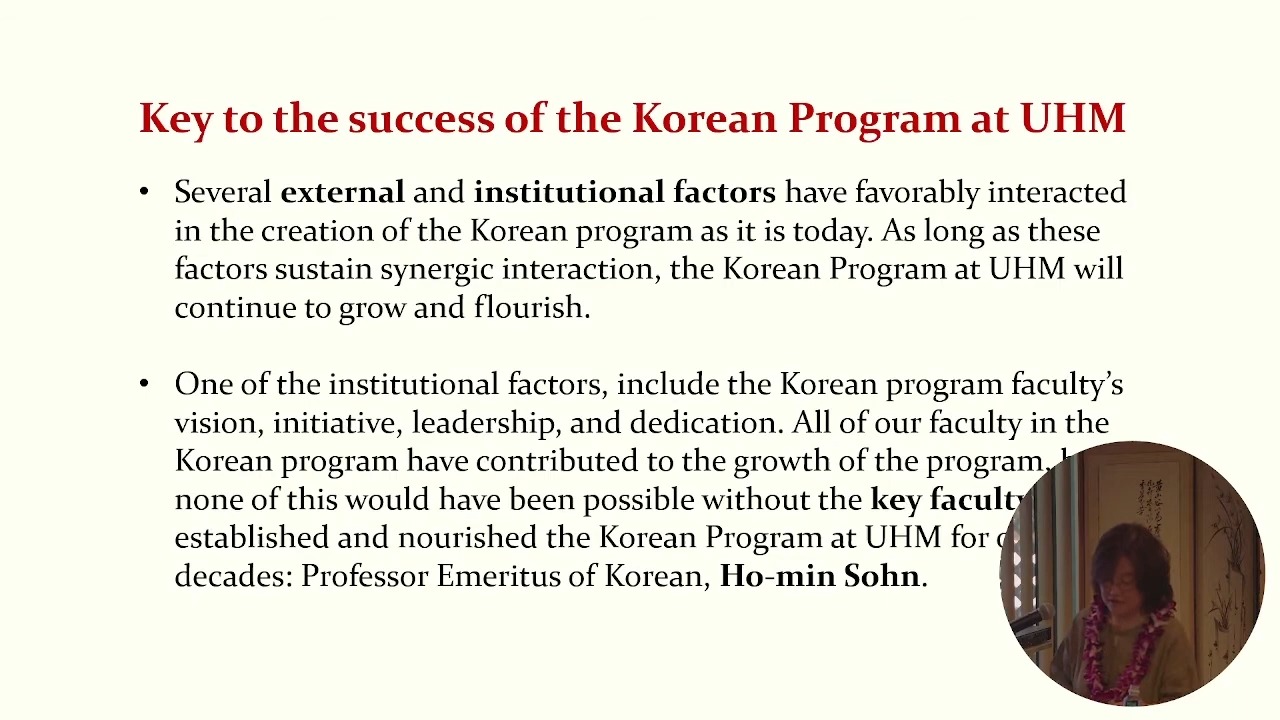 Key to the success of the Korean Program at UHM
• Several external and institutional factors have favorably interacted
in the creation of the Korean program as it is today. As long as these
factors sustain synergic interaction, the Korean Program at UHM will
continue to grow and flourish.
• One of the institutional factors, include the Korean program faculty’s
vision, initiative, leadership, and dedication. All of our faculty in the
Korean program have contributed to the growth of the program,
none of this would have been possible without the key faculty
established and nourished the Korean Program at UHM for
decades: Professor Emeritus of Korean, Ho-min Sohn.